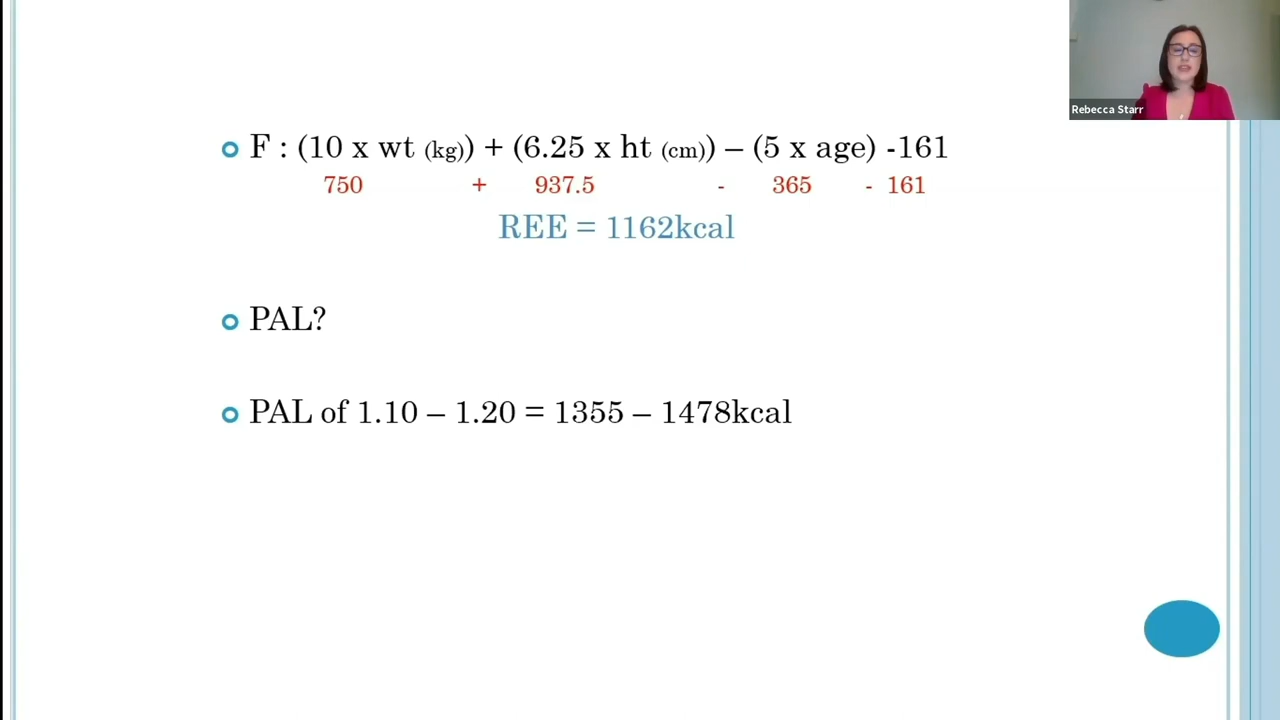 Rebecca Starr
F : (10 x wt (kg)) + (6.25 x ht (cm)) – (5 x age) -161
750 + 937.5 - 365 - 161
REE = 1162kcal
PAL?
PAL of 1.10 – 1.20 = 1355 – 1478kcal